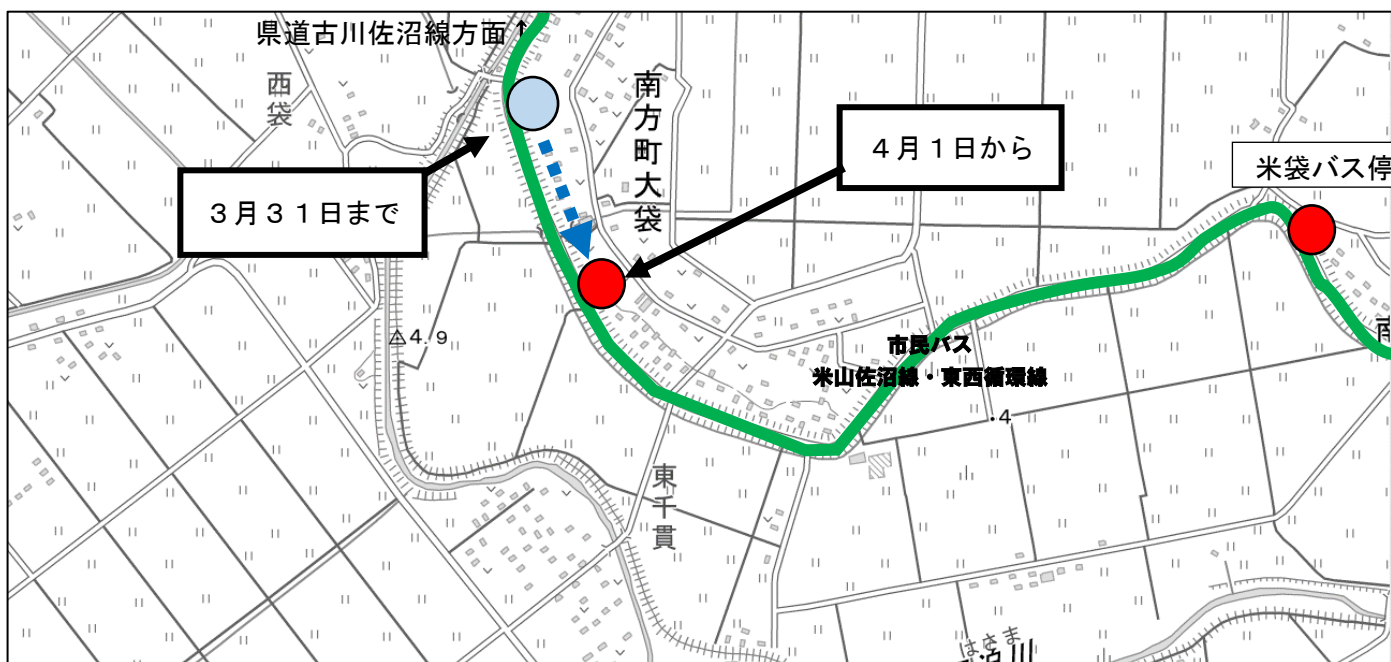 県道古川佐沼線方面↑
西袋
南方町大袋
4月1日から
3月31日まで
米袋バス停
△4.9
市民バス
米山佐沼線・東西循環線
・4
南
東千貫
はさま
川